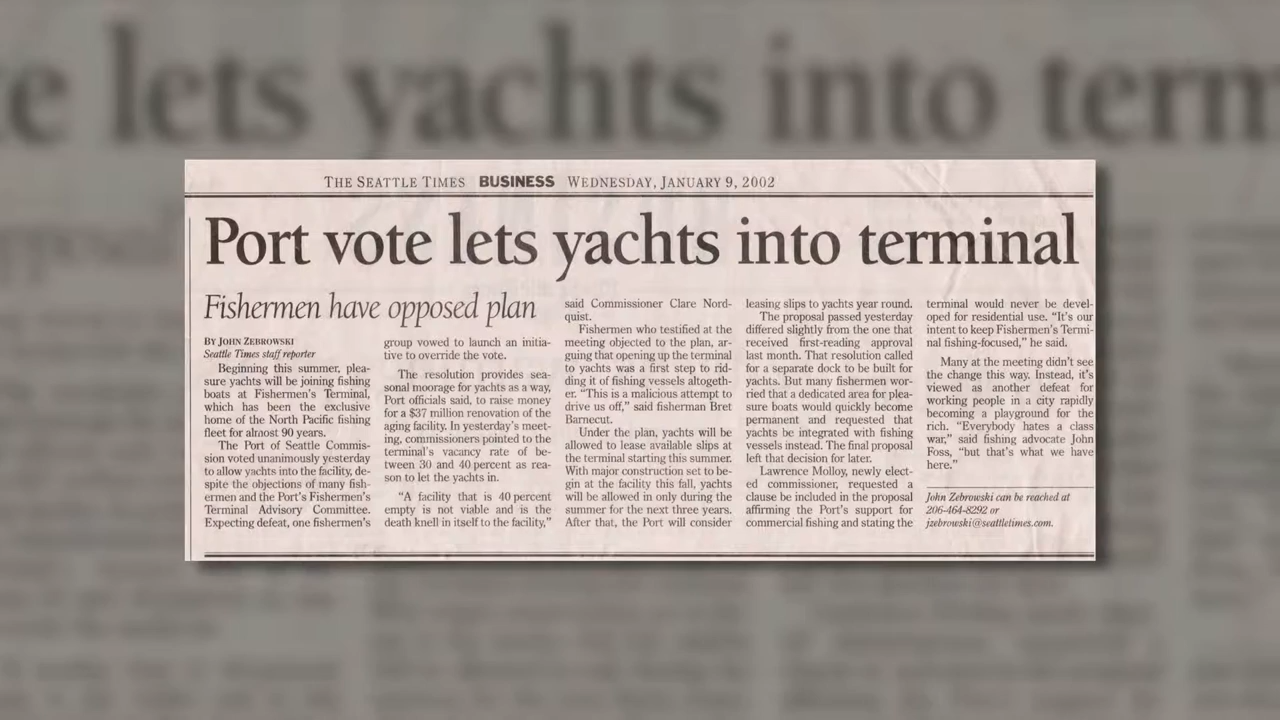 e lets yachts into term
THE SEATTLE TIMES BUSINESS WEDNESDAY, JANUARY 9, 2002
Port vote lets yachts into terminal
Fishermen have opposed plan
BY JOHN ZEBROWSKI
Seattle Times staff reporter
Beginning this summer, plea-
sure yachts will be joining fishing
boats at Fishermen's Terminal,
which has been the exclusive
home of the North Pacific fishing
fleet for almost 90 years.
The Port of Seattle Commis-
sion voted unanimously yesterday
to allow yachts into the facility, de-
spite the objections of many fish-
ermen and the Port's Fishermen's
Terminal Advisory Committee.
Expecting defeat, one fishermen's
group vowed to launch an initia-
tive to override the vote.
The resolution provides sea-
sonal moorage for yachts as a way,
Port officials said, to raise money
for a $37 million renovation of the
aging facility. In yesterday's meet-
ing, commissioners pointed to the
terminal's vacancy rate of be-
tween 30 and 40 percent as rea-
son to let the yachts in.
"A facility that is 40 percent
empty is not viable and is the
death knell in itself to the facility,"
said Commissioner Clare Nord-
quist.
Fishermen who testified at the
meeting objected to the plan, ar-
guing that opening up the terminal
to yachts was a first step to rid-
ding it of fishing vessels altogeth-
er. "This is a malicious attempt to
drive us off," said fisherman Bret
Barnecut.
Under the plan, yachts will be
allowed to lease available slips at
the terminal starting this summer.
With major construction set to be-
gin at the facility this fall, yachts
will be allowed in only during the
summer for the next three years.
After that, the Port will consider
leasing slips to yachts year round.
The proposal passed yesterday
differed slightly from the one that
received first-reading approval
last month. That resolution called
for a separate dock to be built for
yachts. But many fishermen wor-
ried that a dedicated area for plea-
sure boats would quickly become
permanent and requested that
yachts be integrated with fishing
vessels instead. The final proposal
left that decision for later.
Lawrence Molloy, newly elect-
ed commissioner, requested a
clause be included in the proposal
affirming the Port's support for
commercial fishing and stating the
terminal would never be devel-
oped for residential use. "It's our
intent to keep Fishermen's Termi-
nal fishing-focused," he said.
Many at the meeting didn't see
the change this way. Instead, it's
viewed as another defeat for
working people in a city rapidly
becoming a playground for the
rich. "Everybody hates a class
war," said fishing advocate John
Foss, "but that's what we have
here."
John Zebrowski can be reached at
206-464-8292 or
jzebrowski@seattletimes.com.